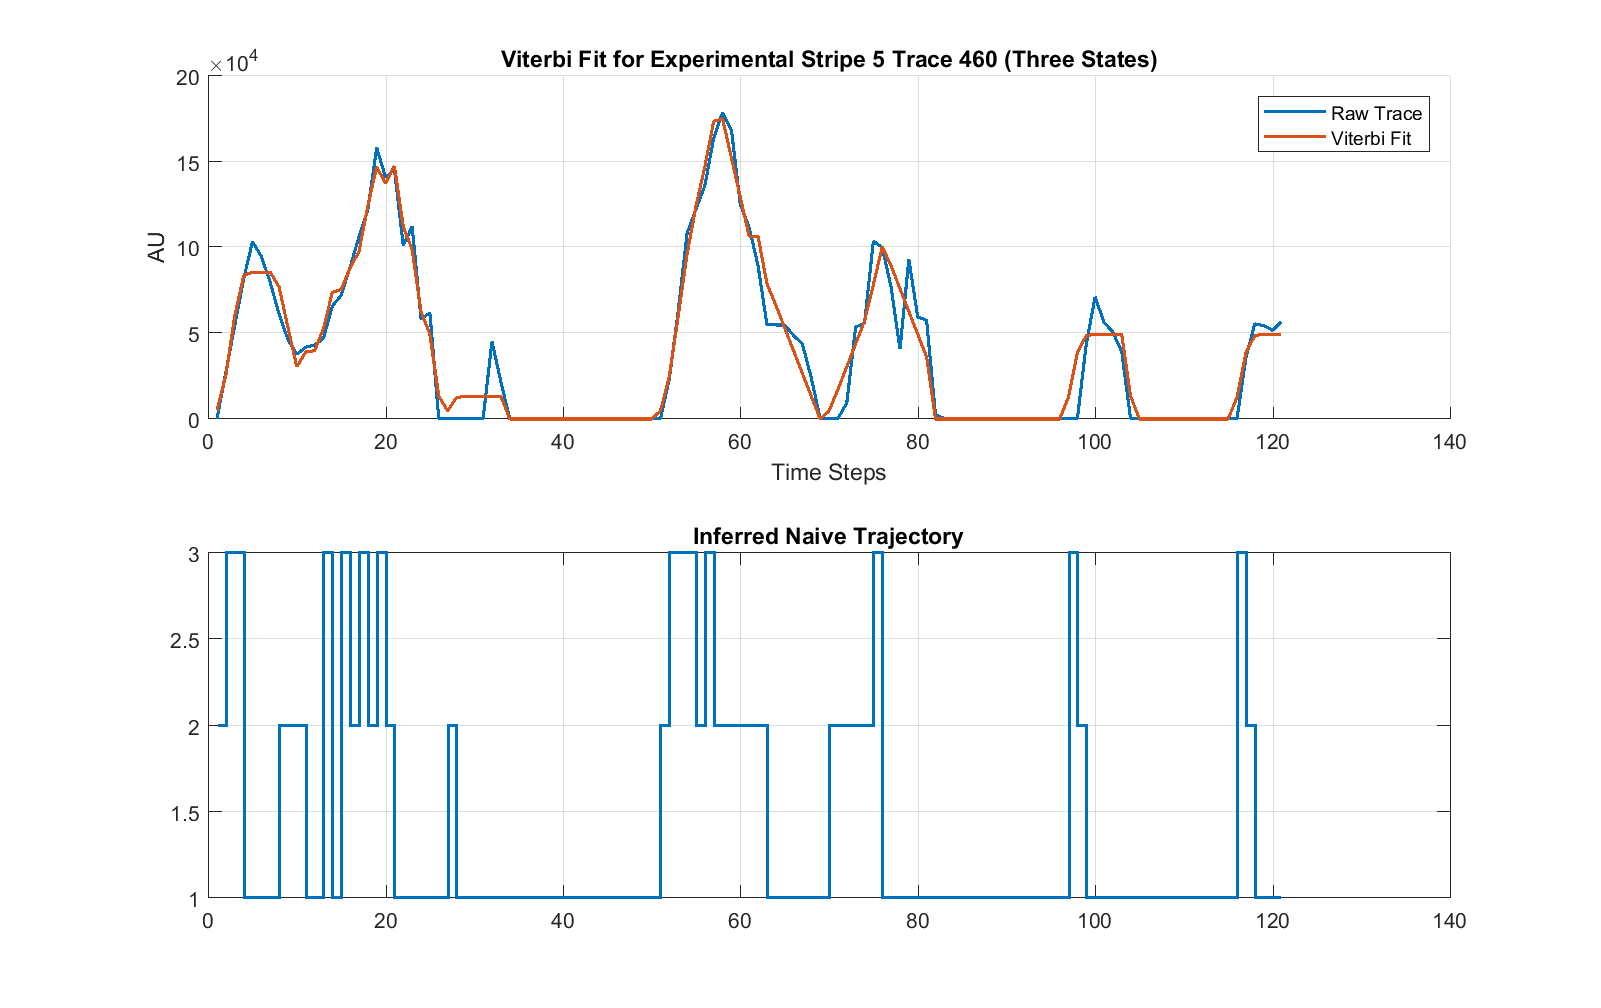 Viterbi Fit for Experimental Stripe 5 Trace 460 (Three States)
×10^4
20
15
10
5
0
AU
Raw Trace
Viterbi Fit
0 20 40 60 80 100 120 140
Time Steps
Inferred Naive Trajectory
3
2.5
2
1.5
1
0 20 40 60 80 100 120 140